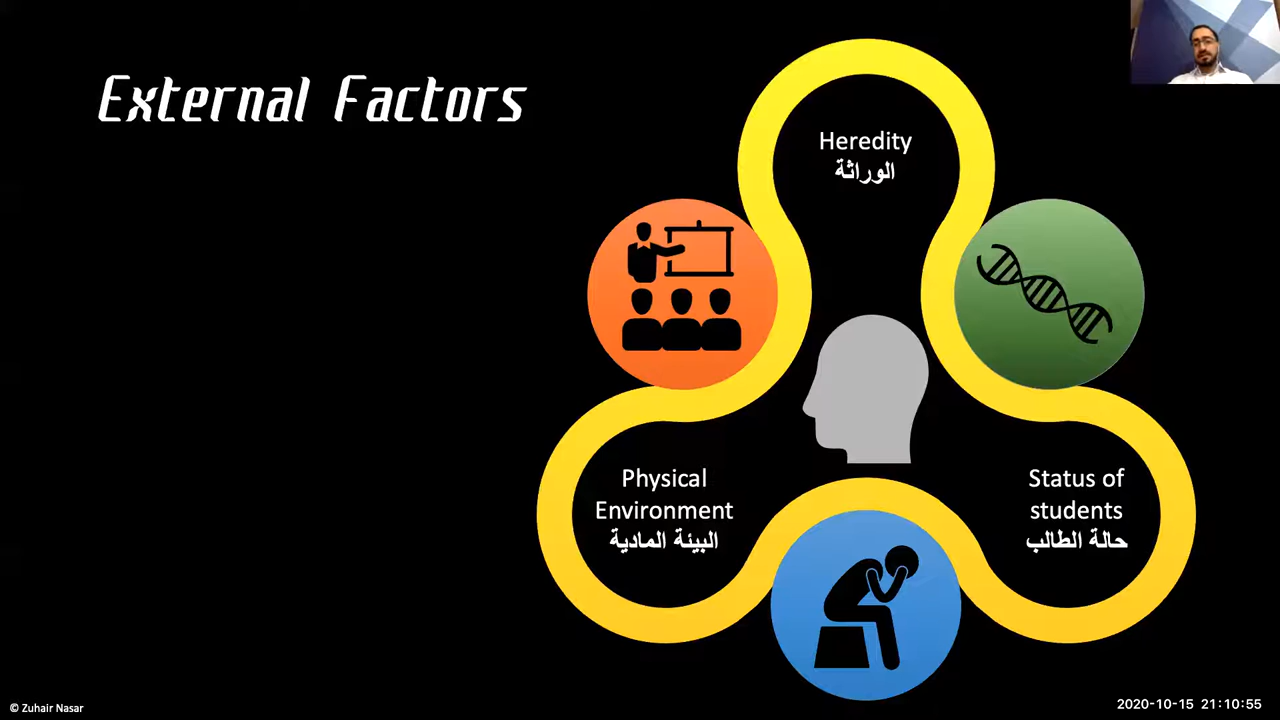 External Factors
Heredity
الوراثة
Physical
Environment
البيئة المادية
Status of
students
حالة الطالب
© Zuhair Nasar
2020-10-15 21:10:55